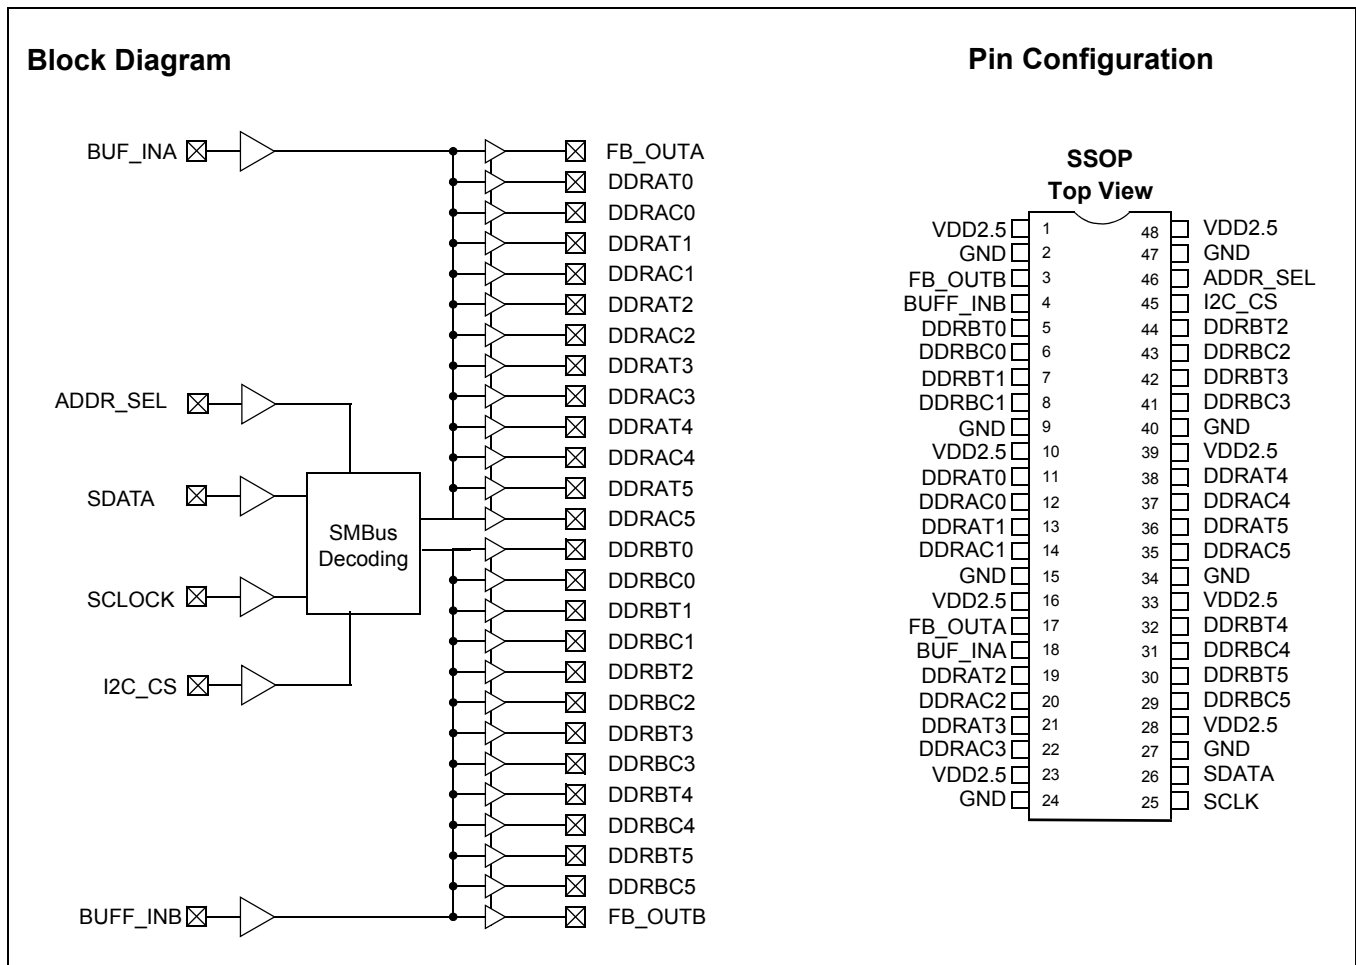 Block Diagram
BUF_INA
ADDR_SEL
SDATA
SCLOCK
I2C_CS
BUFF_INB
SMBus
Decoding
FB_OUTA
DDRAT0
DDRAC0
DDRAT1
DDRAC1
DDRAT2
DDRAC2
DDRAT3
DDRAC3
DDRAT4
DDRAC4
DDRAT5
DDRAC5
DDRBT0
DDRBC0
DDRBT1
DDRBC1
DDRBT2
DDRBC2
DDRBT3
DDRBC3
DDRBT4
DDRBC4
DDRBT5
DDRBC5
FB_OUTB
Pin Configuration
SSOP
Top View
VDD2.5 1 48 VDD2.5
GND 2 47 GND
FB_OUTB 3 46 ADDR_SEL
BUFF_INB 4 45 I2C_CS
DDRBT0 5 44 DDRBT2
DDRBC0 6 43 DDRBC2
DDRBT1 7 42 DDRBT3
DDRBC1 8 41 DDRBC3
GND 9 40 GND
VDD2.5 10 39 VDD2.5
DDRAT0 11 38 DDRAT4
DDRAC0 12 37 DDRAC4
DDRAT1 13 36 DDRAT5
DDRAC1 14 35 DDRAC5
GND 15 34 GND
VDD2.5 16 33 VDD2.5
FB_OUTA 17 32 DDRBT4
BUF_INA 18 31 DDRBC4
DDRAT2 19 30 DDRBT5
DDRAC2 20 29 DDRBC5
DDRAT3 21 28 VDD2.5
DDRAC3 22 27 GND
VDD2.5 23 26 SDATA
GND 24 25 SCLK